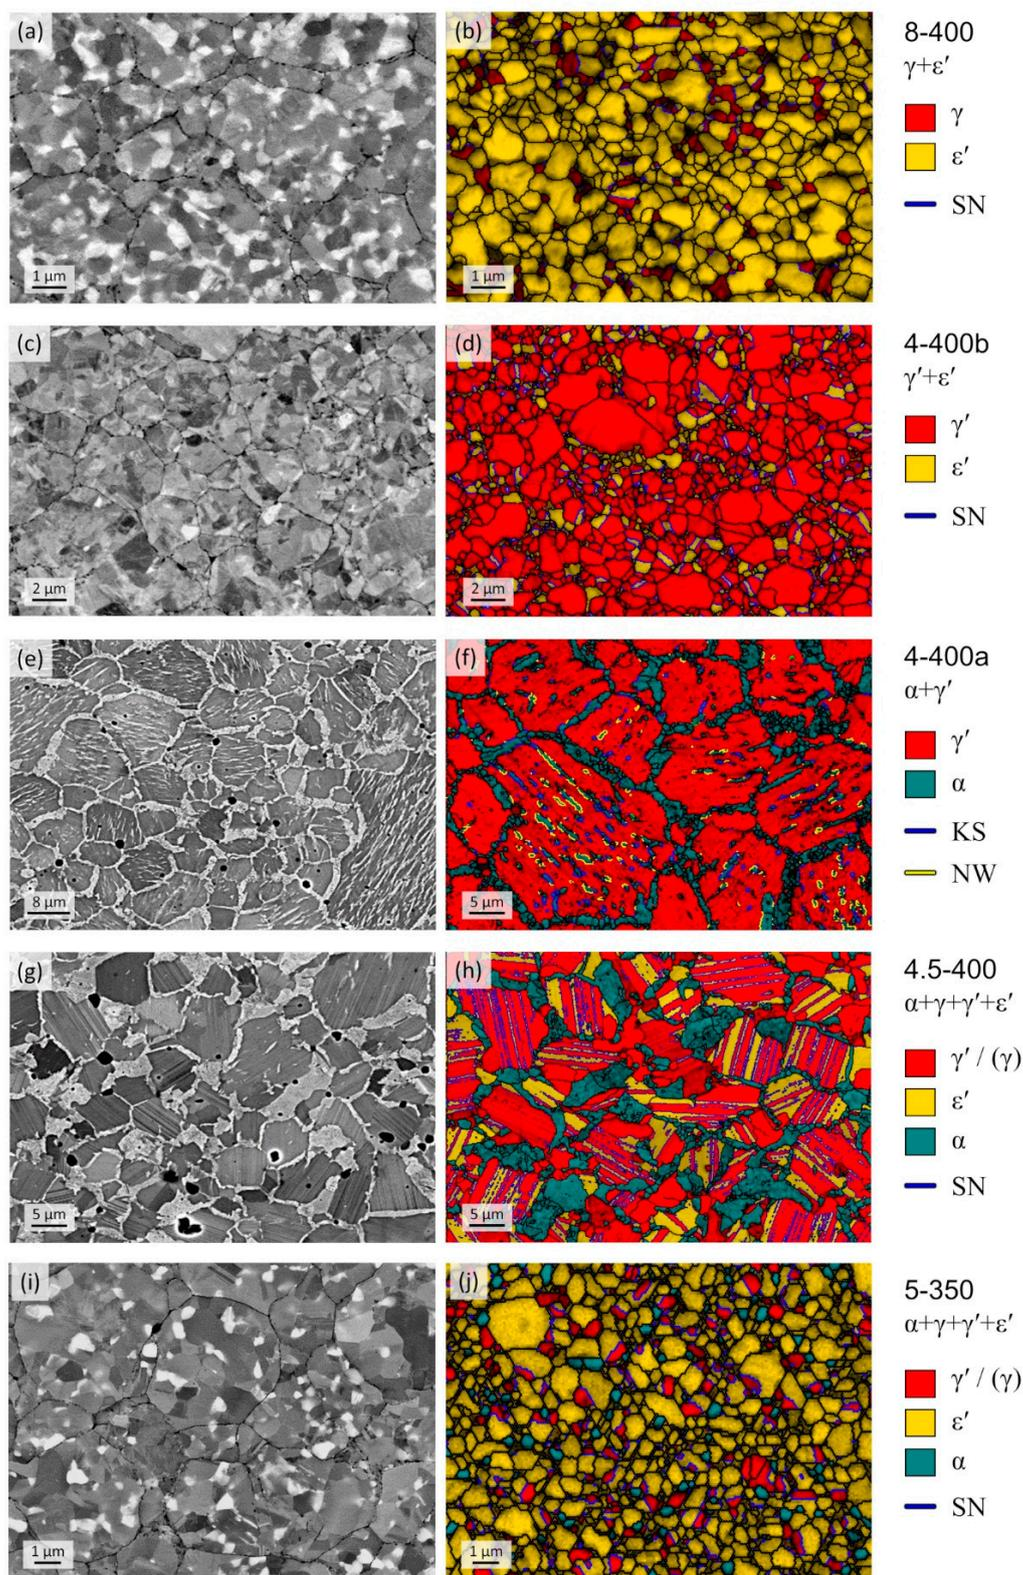 (a)
1 μm
(b)
1 μm
8-400
γ+ε′
γ
ε′
SN
(c)
2 μm
(d)
2 μm
4-400b
γ′+ε′
γ′
ε′
SN
(e)
8 μm
(f)
5 μm
4-400a
α+γ′
γ′
α
KS
NW
(g)
5 μm
(h)
5 μm
4.5-400
α+γ+γ′+ε′
γ′ / (γ)
ε′
α
SN
(i)
1 μm
(j)
1 μm
5-350
α+γ+γ′+ε′
γ′ / (γ)
ε′
α
SN